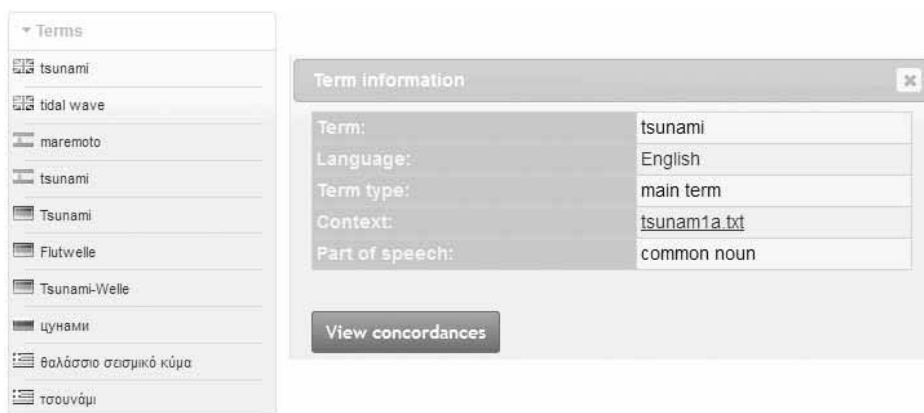 Terms
tsunami
tidal wave
maremoto
tsunami
Tsunami
Flutwelle
Tsunami-Welle
цунами
θαλάσσιο σεισμικό κύμα
τσουνάμι
Term information
Term: tsunami
Language: English
Term type: main term
Context: tsunam1a.txt
Part of speech: common noun
View concordances